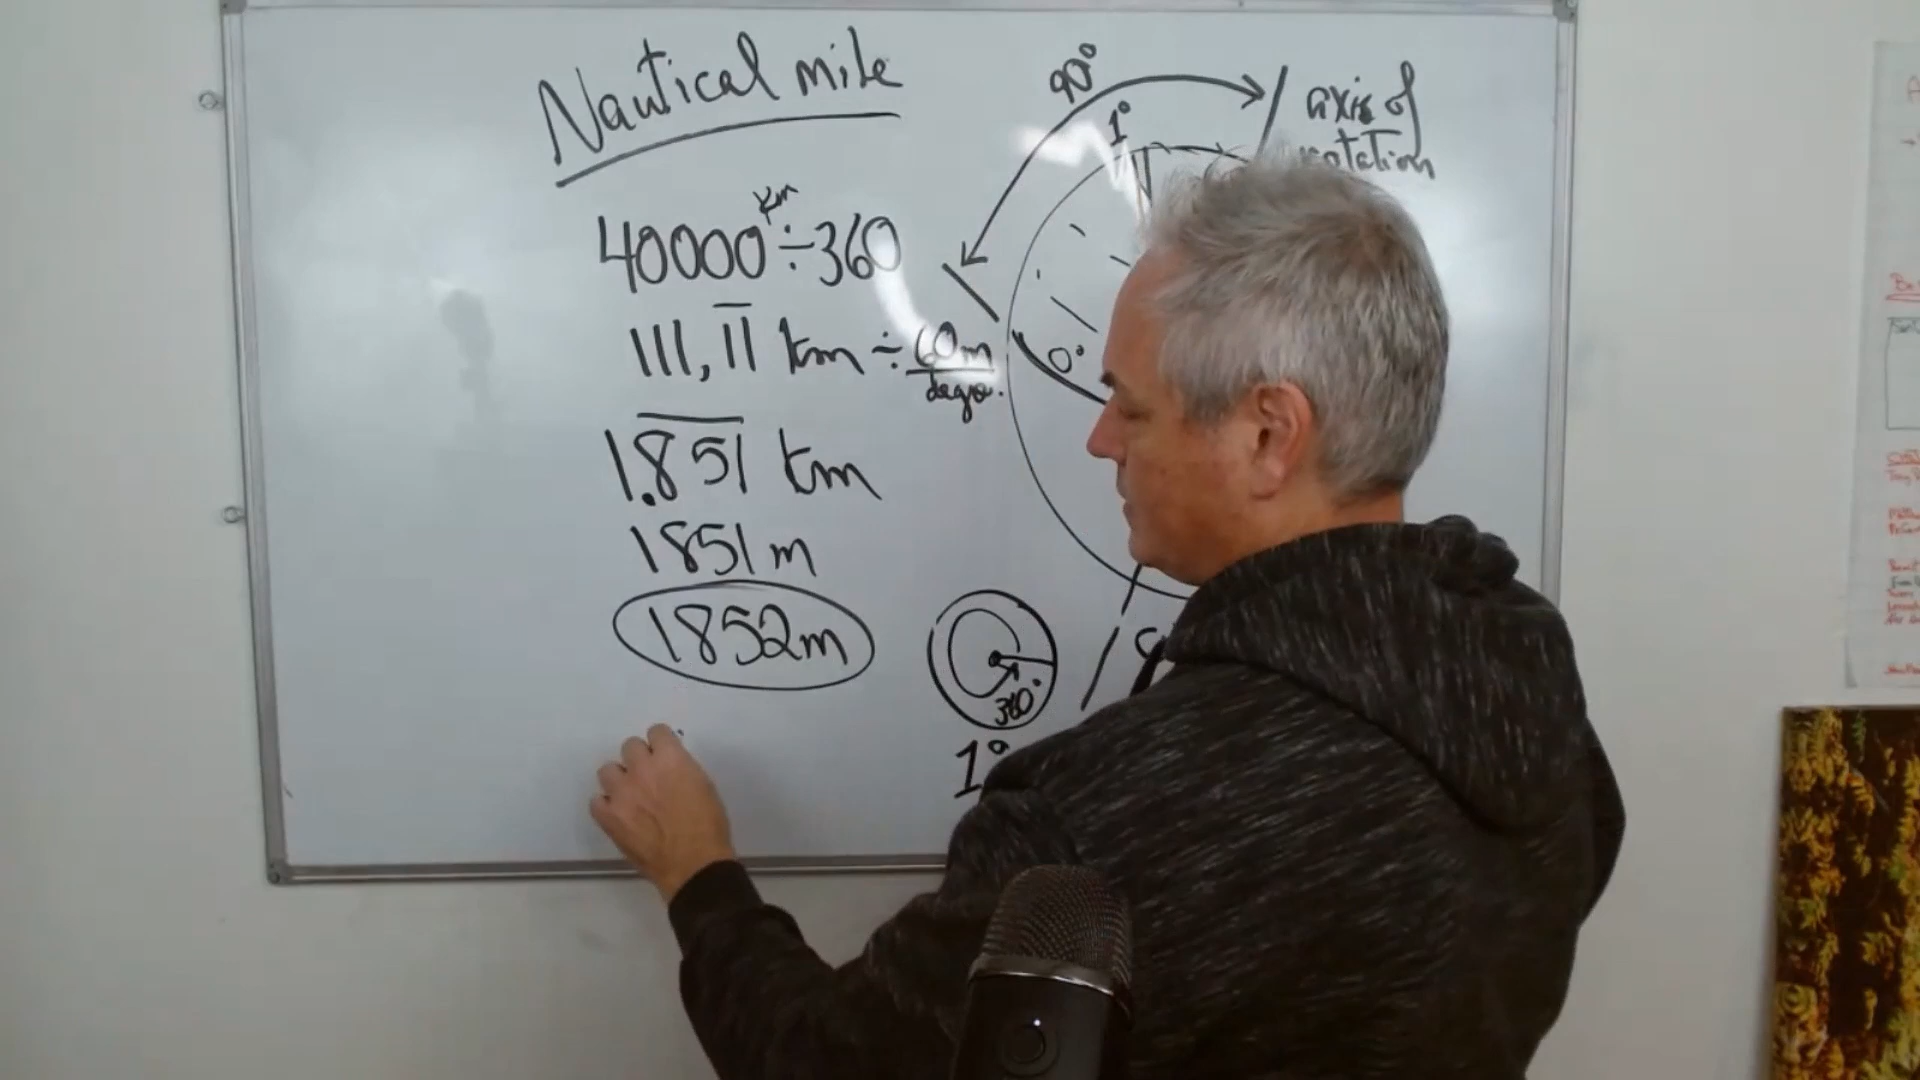 Nautical mile
40000 km ÷ 360
111,11 km ÷ 60m
degre.
1.851 km
1851 m
1852m
90°
1°
axis of
rotation
0°
360°
1°